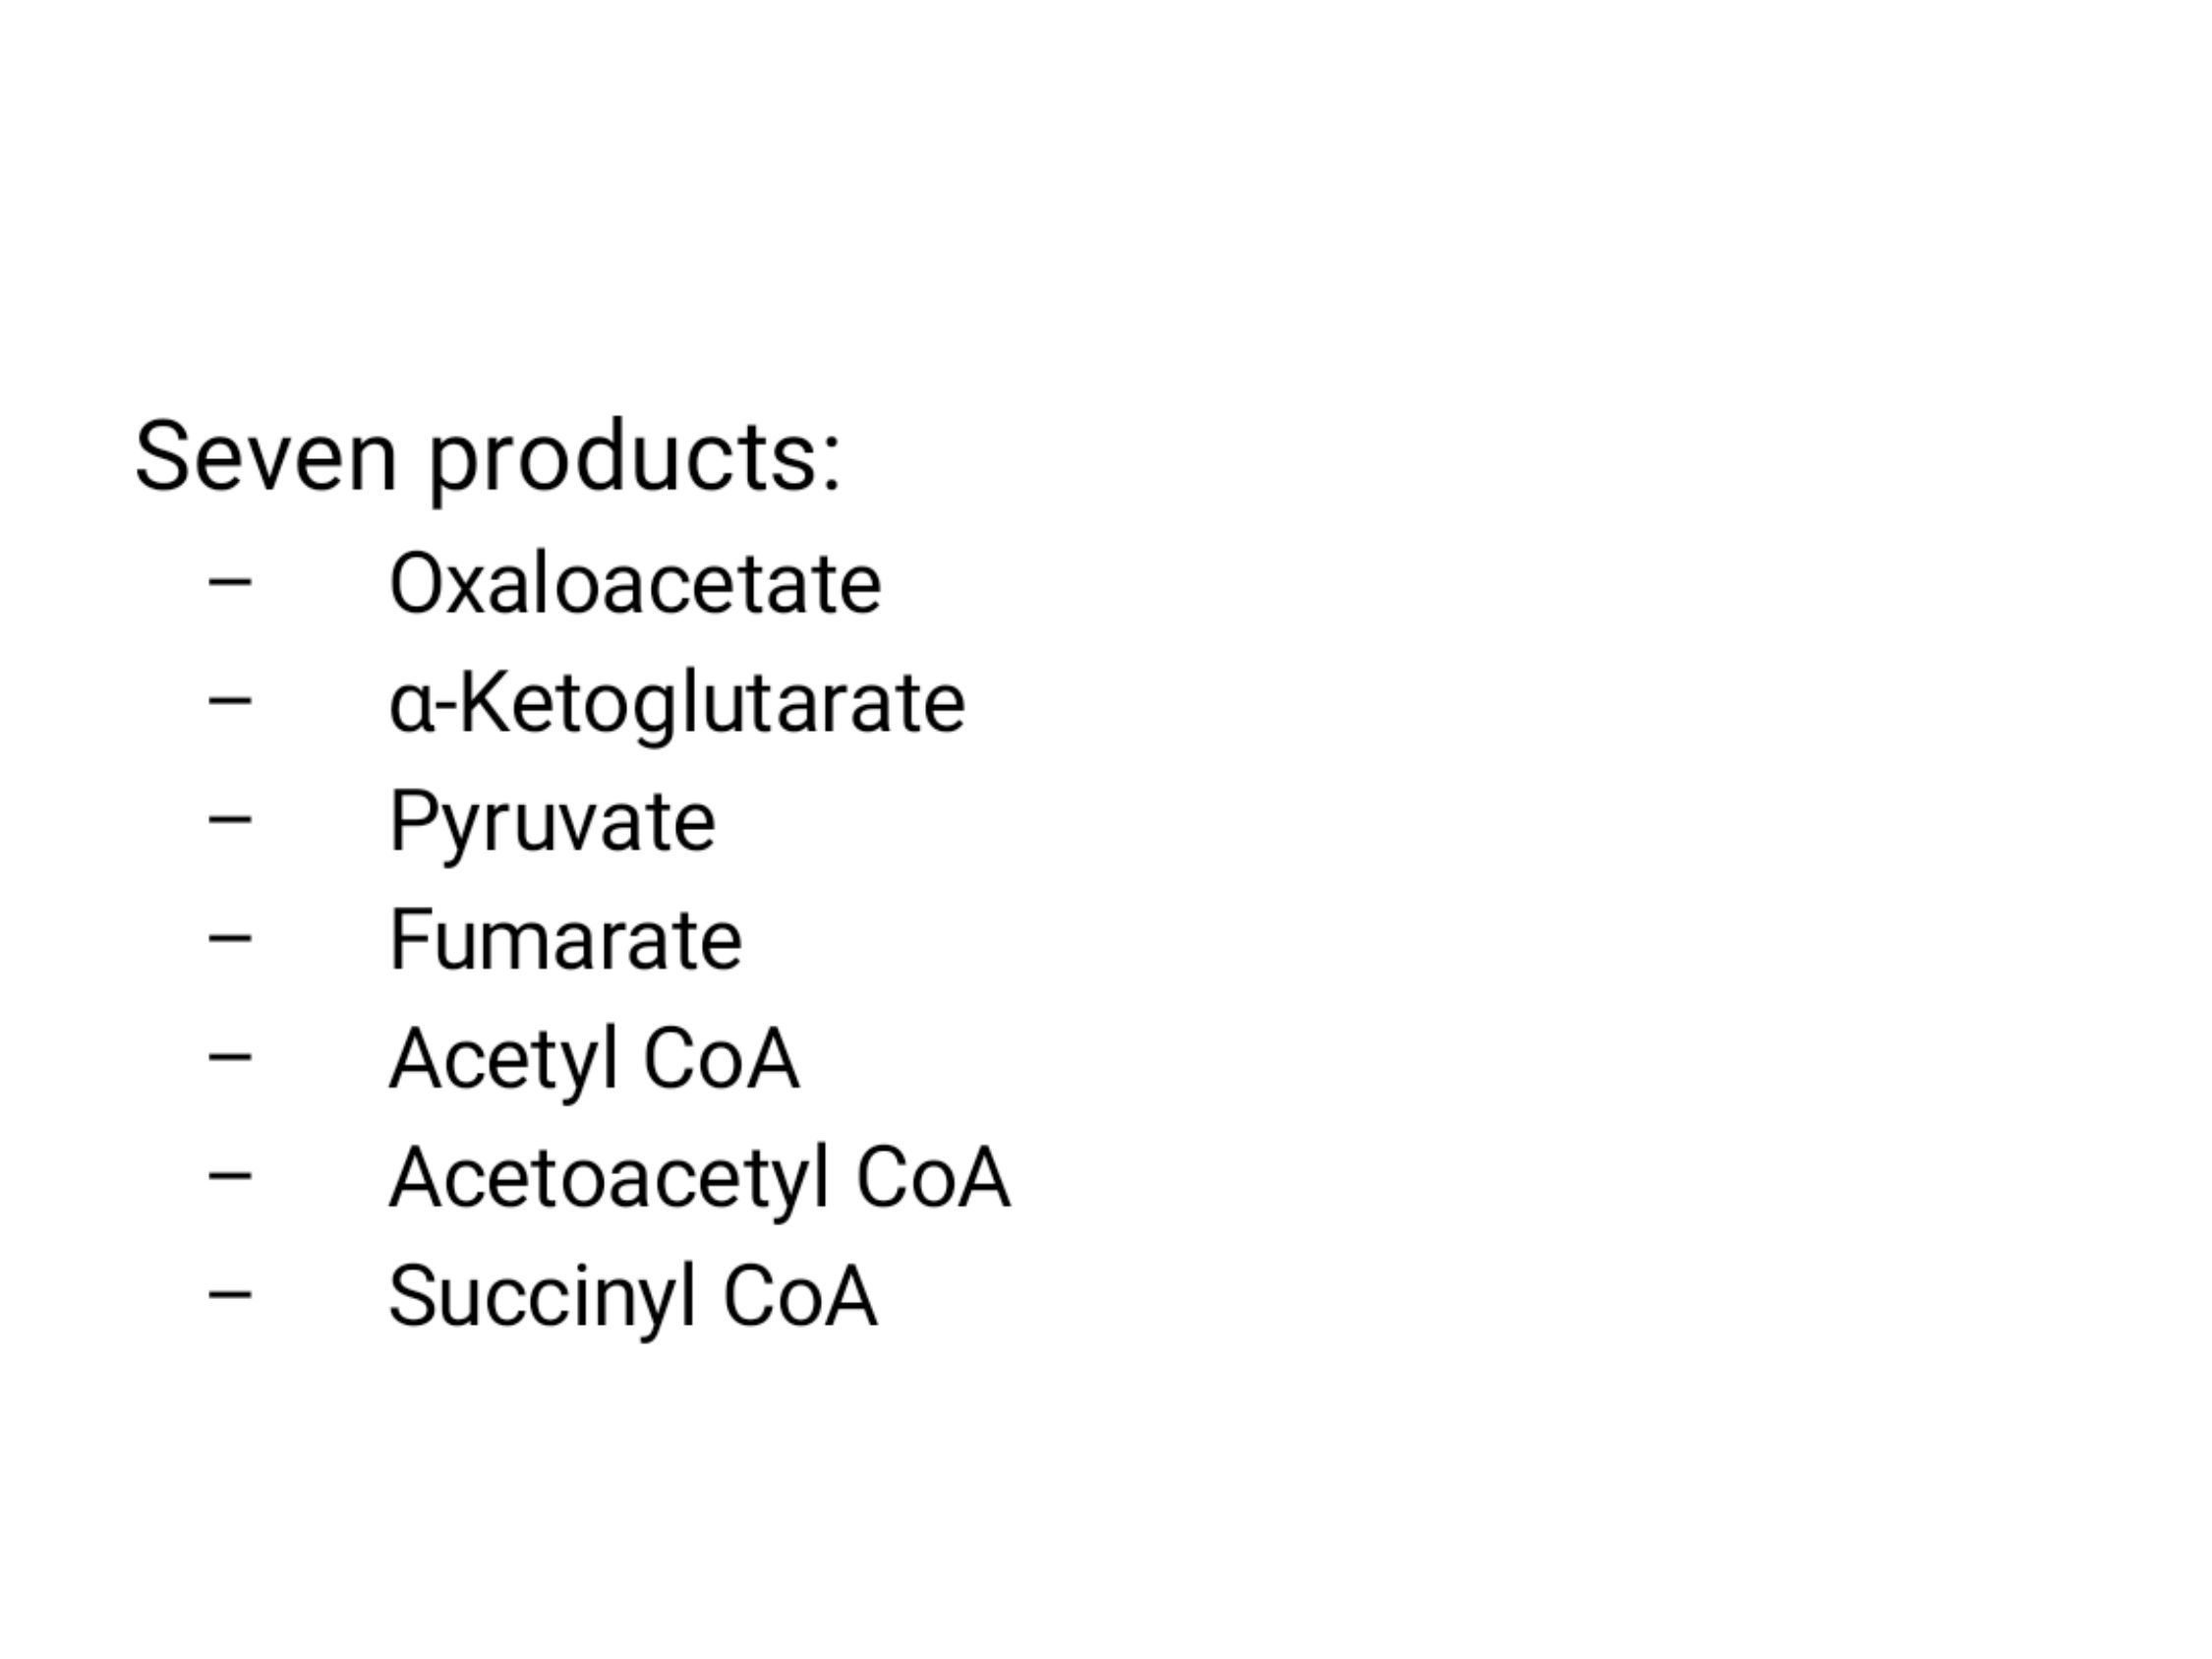 Seven products:
– Oxaloacetate
– α-Ketoglutarate
– Pyruvate
– Fumarate
– Acetyl CoA
– Acetoacetyl CoA
– Succinyl CoA